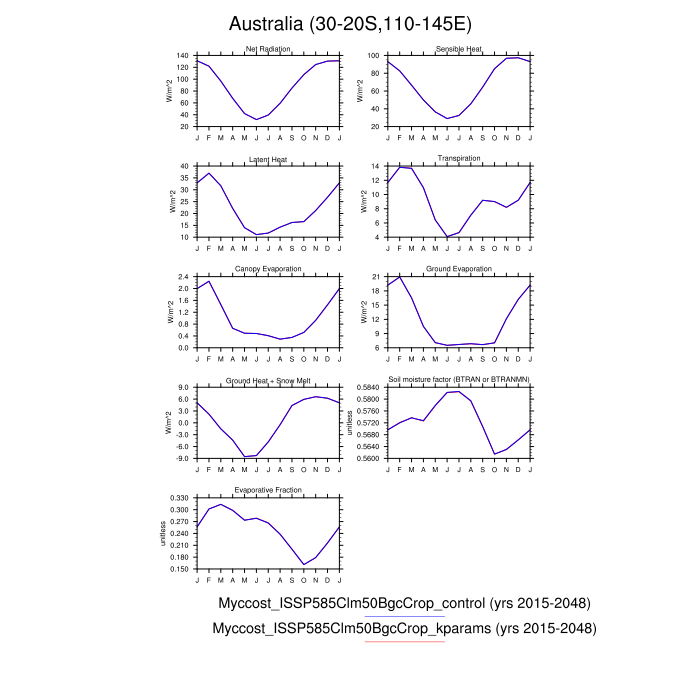 Australia (30-20S,110-145E)
Net Radiation
W/m^2
140
120
100
80
60
40
20
J F M A M J J A S O N D J
Sensible Heat
W/m^2
100
80
60
40
20
J F M A M J J A S O N D J
Latent Heat
W/m^2
40
35
30
25
20
15
10
J F M A M J J A S O N D J
Transpiration
W/m^2
14
12
10
8
6
4
J F M A M J J A S O N D J
Canopy Evaporation
W/m^2
2.4
2.0
1.6
1.2
0.8
0.4
0.0
J F M A M J J A S O N D J
Ground Evaporation
W/m^2
21
18
15
12
9
6
J F M A M J J A S O N D J
Ground Heat + Snow Melt
W/m^2
9.0
6.0
3.0
0.0
-3.0
-6.0
-9.0
J F M A M J J A S O N D J
Soil moisture factor (BTRAN or BTRANMN)
unitless
0.5840
0.5800
0.5760
0.5720
0.5680
0.5640
0.5600
J F M A M J J A S O N D J
Evaporative Fraction
unitless
0.330
0.300
0.270
0.240
0.210
0.180
0.150
J F M A M J J A S O N D J
Myccost_ISSP585Clm50BgcCrop_control (yrs 2015-2048)
Myccost_ISSP585Clm50BgcCrop_kparams (yrs 2015-2048)